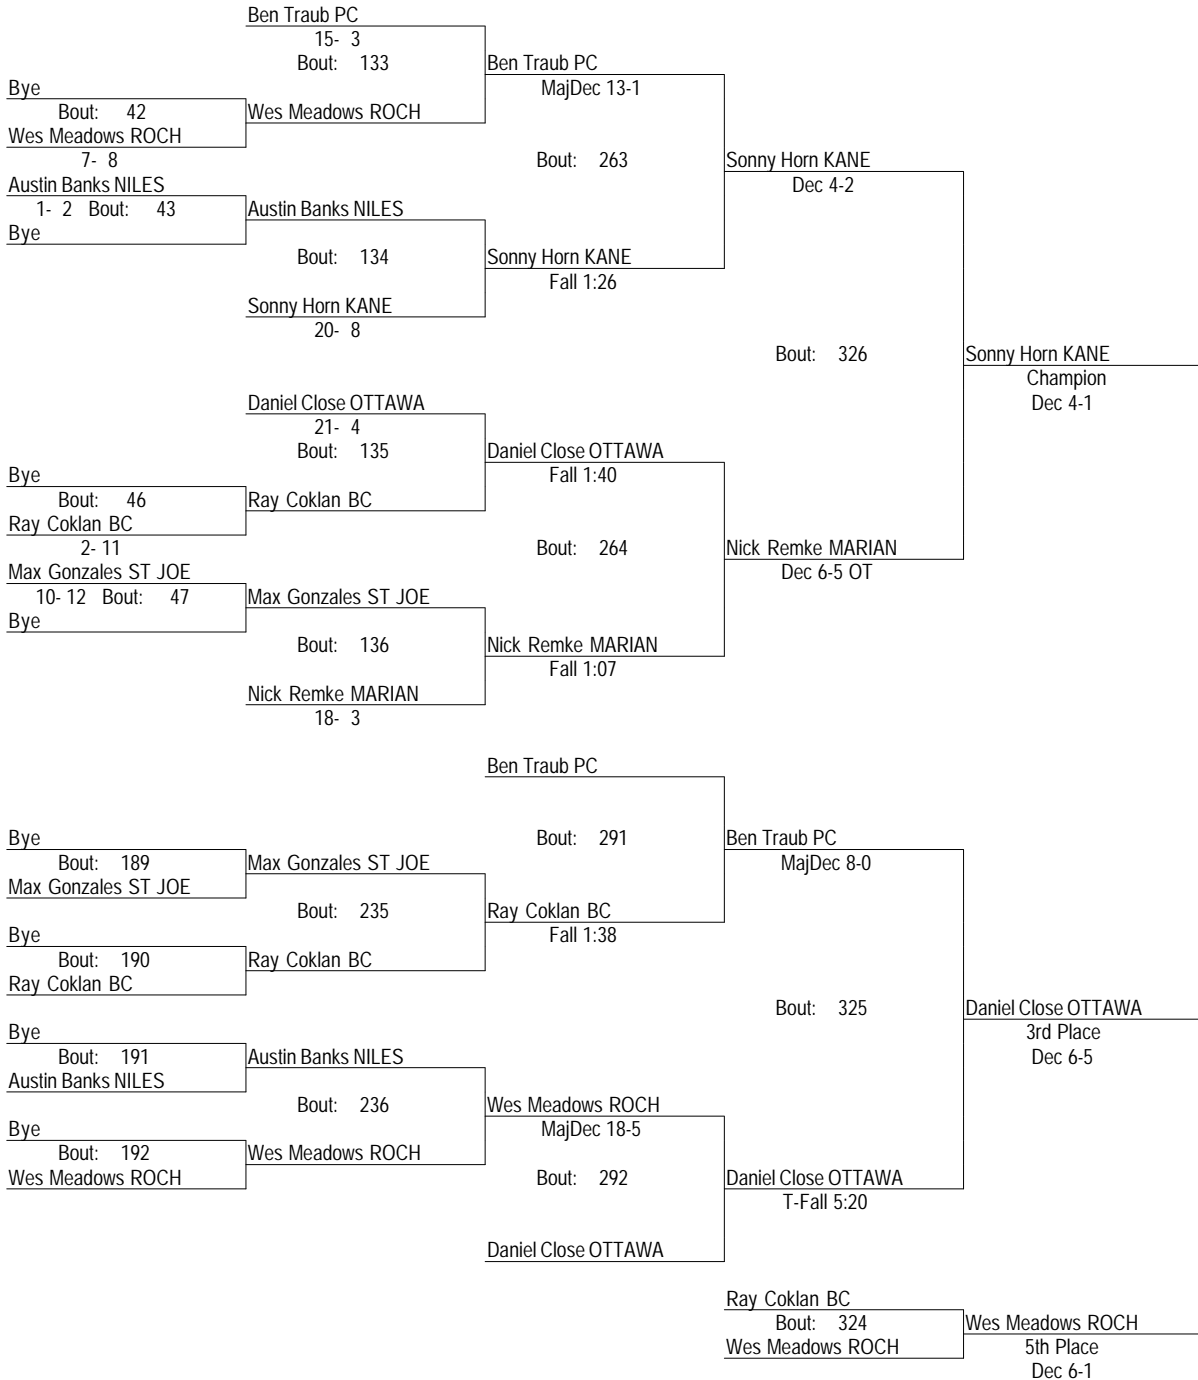 Ben Traub PC
15- 3
Bout: 133
Ben Traub PC
MajDec 13-1
Bye
Bout: 42
Wes Meadows ROCH
Wes Meadows ROCH
7- 8
Bout: 263
Sonny Horn KANE
Dec 4-2
Austin Banks NILES
1- 2 Bout: 43
Austin Banks NILES
Bye
Bout: 134
Sonny Horn KANE
Fall 1:26
Sonny Horn KANE
20- 8
Bout: 326
Sonny Horn KANE
Champion
Dec 4-1
Daniel Close OTTAWA
21- 4
Bout: 135
Daniel Close OTTAWA
Fall 1:40
Bye
Bout: 46
Ray Coklan BC
Ray Coklan BC
2- 11
Bout: 264
Nick Remke MARIAN
Dec 6-5 OT
Max Gonzales ST JOE
10- 12 Bout: 47
Max Gonzales ST JOE
Bye
Bout: 136
Nick Remke MARIAN
Fall 1:07
Nick Remke MARIAN
18- 3
Ben Traub PC
Bout: 291
Ben Traub PC
MajDec 8-0
Bye
Bout: 189
Max Gonzales ST JOE
Max Gonzales ST JOE
Bout: 235
Ray Coklan BC
Fall 1:38
Bye
Bout: 190
Ray Coklan BC
Ray Coklan BC
Bout: 325
Daniel Close OTTAWA
3rd Place
Dec 6-5
Bye
Bout: 191
Austin Banks NILES
Austin Banks NILES
Bout: 236
Wes Meadows ROCH
MajDec 18-5
Bye
Bout: 192
Wes Meadows ROCH
Wes Meadows ROCH
Bout: 292
Daniel Close OTTAWA
T-Fall 5:20
Daniel Close OTTAWA
Ray Coklan BC
Bout: 324
Wes Meadows ROCH
Wes Meadows ROCH
5th Place
Dec 6-1